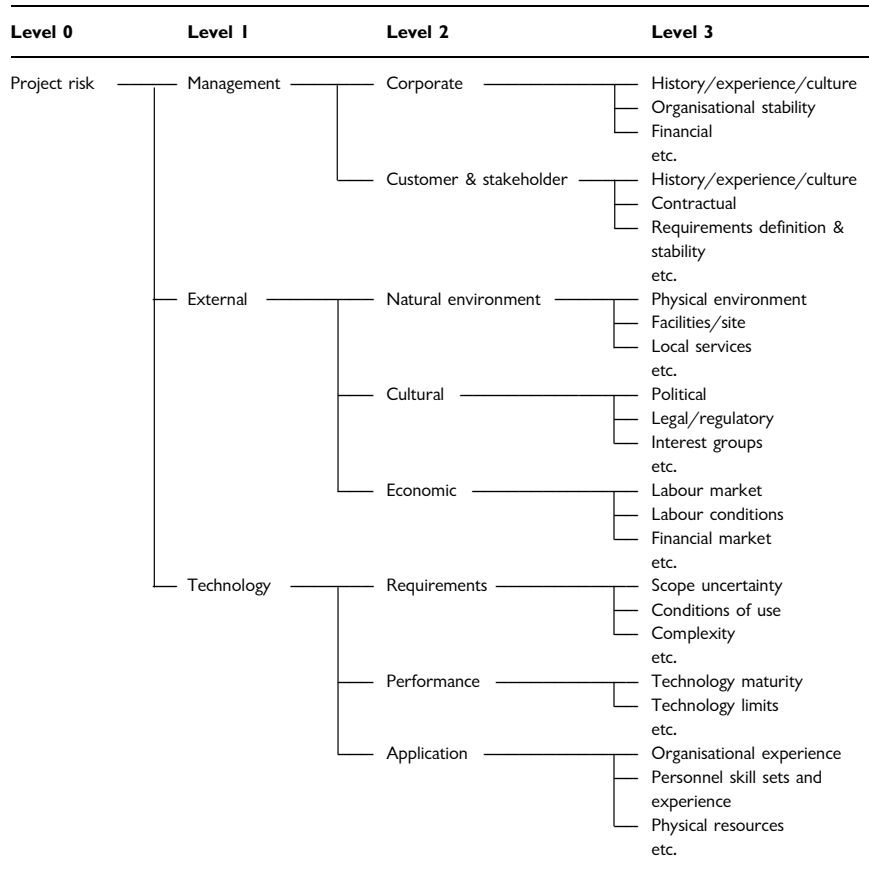 Level 0 Level 1 Level 2 Level 3
Project risk Management Corporate History/experience/culture
Organisational stability
Financial
etc.
Customer & stakeholder History/experience/culture
Contractual
Requirements definition &
stability
etc.
External Natural environment Physical environment
Facilities/site
Local services
etc.
Cultural Political
Legal/regulatory
Interest groups
etc.
Economic Labour market
Labour conditions
Financial market
etc.
Technology Requirements Scope uncertainty
Conditions of use
Complexity
etc.
Performance Technology maturity
Technology limits
etc.
Application Organisational experience
Personnel skill sets and
experience
Physical resources
etc.